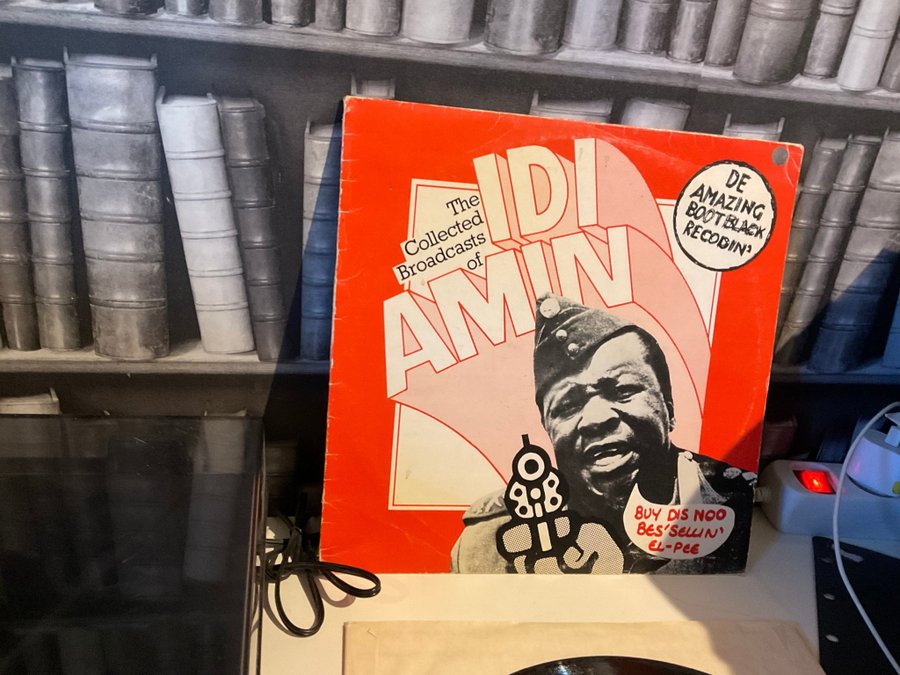 The
Collected
Broadcasts
of
IDI
AMIN
DE
AMAZING
BOOTBLACK
RECODIN'
BUY DIS NOO
BES'SELLIN'
EL-PEE